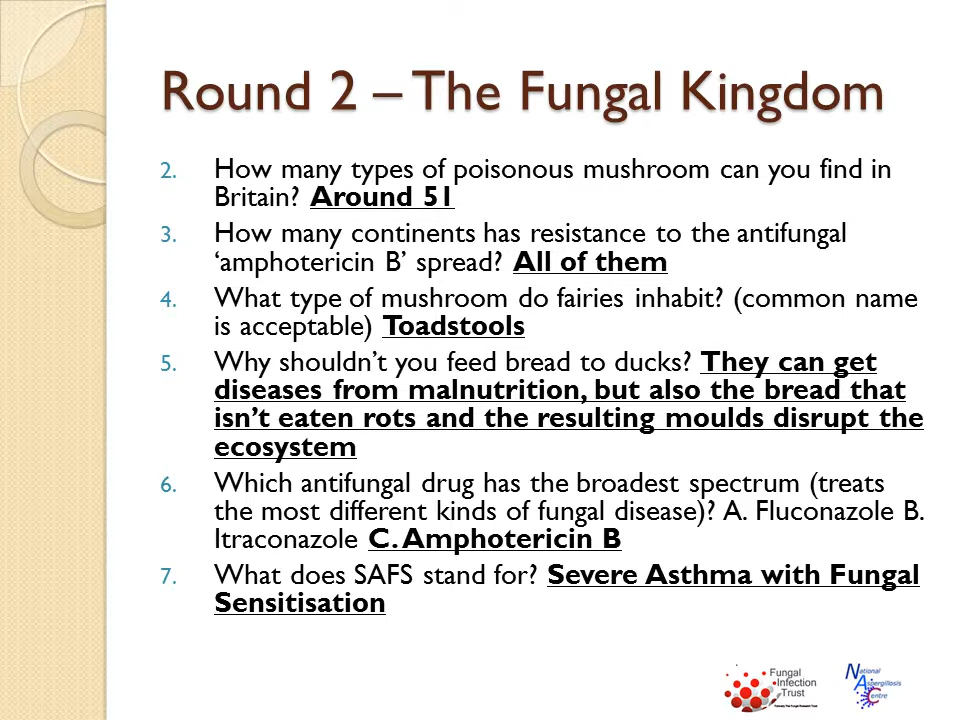 Round 2 – The Fungal Kingdom
2. How many types of poisonous mushroom can you find in
Britain? Around 51
3. How many continents has resistance to the antifungal
‘amphotericin B’ spread? All of them
4. What type of mushroom do fairies inhabit? (common name
is acceptable) Toadstools
5. Why shouldn’t you feed bread to ducks? They can get
diseases from malnutrition, but also the bread that
isn’t eaten rots and the resulting moulds disrupt the
ecosystem
6. Which antifungal drug has the broadest spectrum (treats
the most different kinds of fungal disease)? A. Fluconazole B.
Itraconazole C. Amphotericin B
7. What does SAFS stand for? Severe Asthma with Fungal
Sensitisation
Fungal
Infection
Trust
Formerly The Fungal Research Trust
National
Aspergillosis
Centre